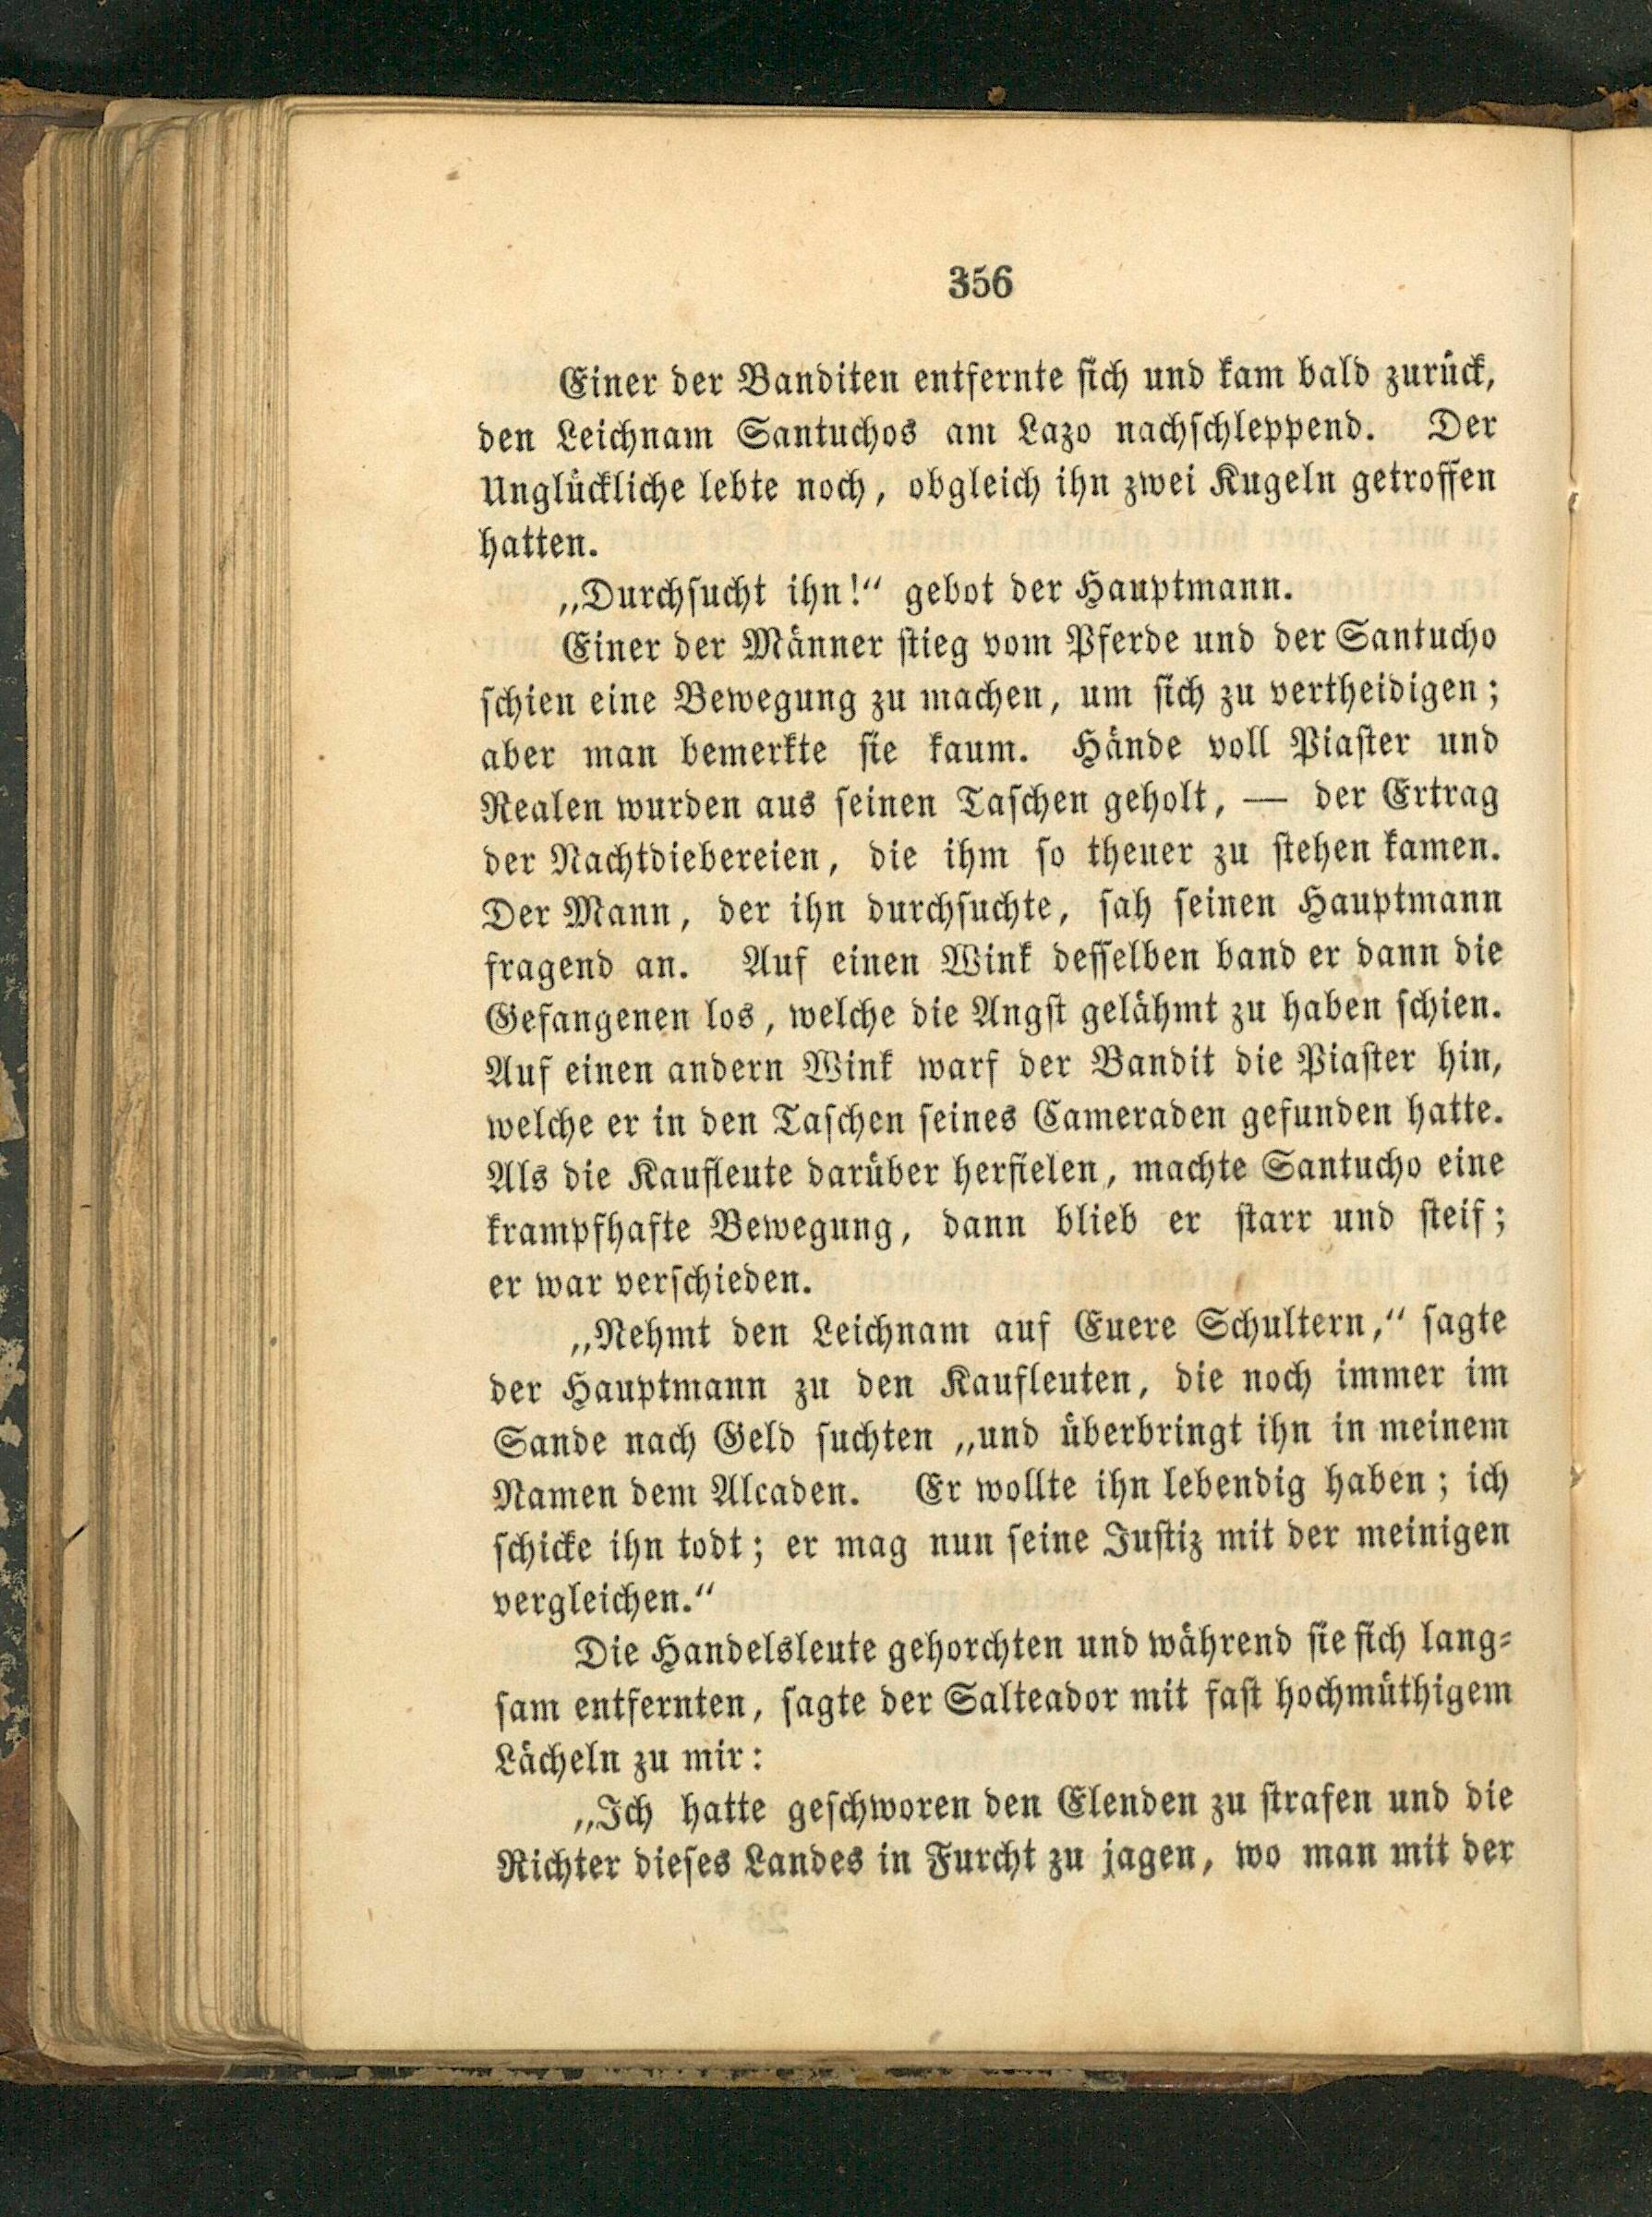 356
Einer der Banditen entfernte sich und kam bald zurück,
den Leichnam Santuchos am Lazo nachschleppend. Der
Unglückliche lebte noch, obgleich ihn zwei Kugeln getroffen
hatten.
„Durchsucht ihn!“ gebot der Hauptmann.
Einer der Männer stieg vom Pferde und der Santucho
schien eine Bewegung zu machen, um sich zu vertheidigen;
aber man bemerkte sie kaum. Hände voll Piaster und
Realen wurden aus seinen Taschen geholt, — der Ertrag
der Nachtdiebereien, die ihm so theuer zu stehen kamen.
Der Mann, der ihn durchsuchte, sah seinen Hauptmann
fragend an. Auf einen Wink desselben band er dann die
Gefangenen los, welche die Angst gelähmt zu haben schien.
Auf einen andern Wink warf der Bandit die Piaster hin,
welche er in den Taschen seines Cameraden gefunden hatte.
Als die Kaufleute darüber herfielen, machte Santucho eine
krampfhafte Bewegung, dann blieb er starr und steif;
er war verschieden.
„Nehmt den Leichnam auf Euere Schultern,“ sagte
der Hauptmann zu den Kaufleuten, die noch immer im
Sande nach Geld suchten „und überbringt ihn in meinem
Namen dem Alcaden. Er wollte ihn lebendig haben; ich
schicke ihn todt; er mag nun seine Justiz mit der meinigen
vergleichen.“
Die Handelsleute gehorchten und während sie sich lang-
sam entfernten, sagte der Salteador mit fast hochmüthigem
Lächeln zu mir:
„Ich hatte geschworen den Elenden zu strafen und die
Richter dieses Landes in Furcht zu jagen, wo man mit der